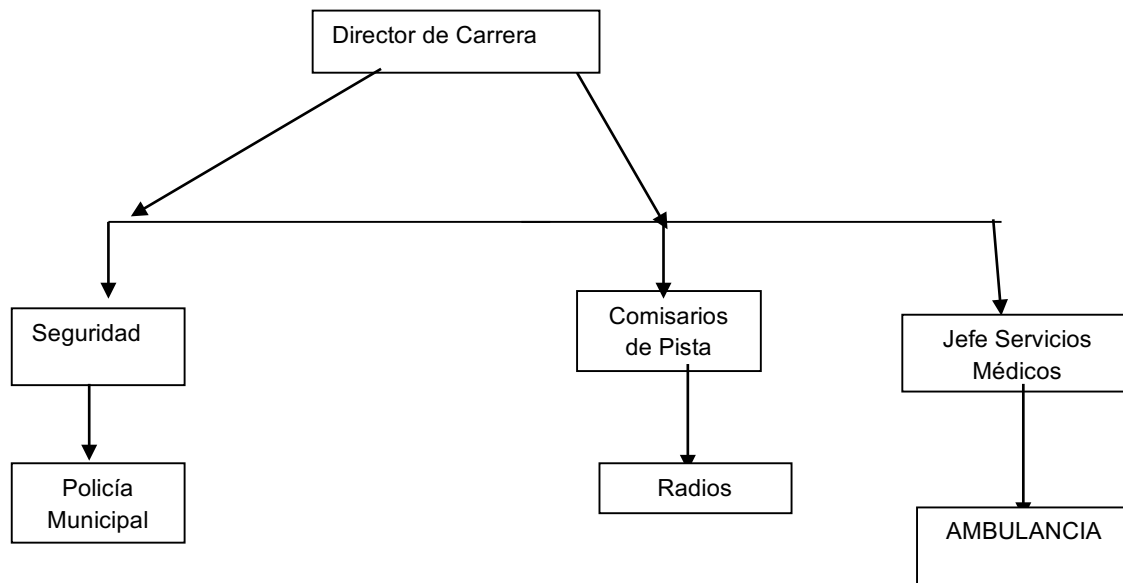 Director de Carrera
Seguridad
Comisarios
de Pista
Jefe Servicios
Médicos
Policía
Municipal
Radios
AMBULANCIA